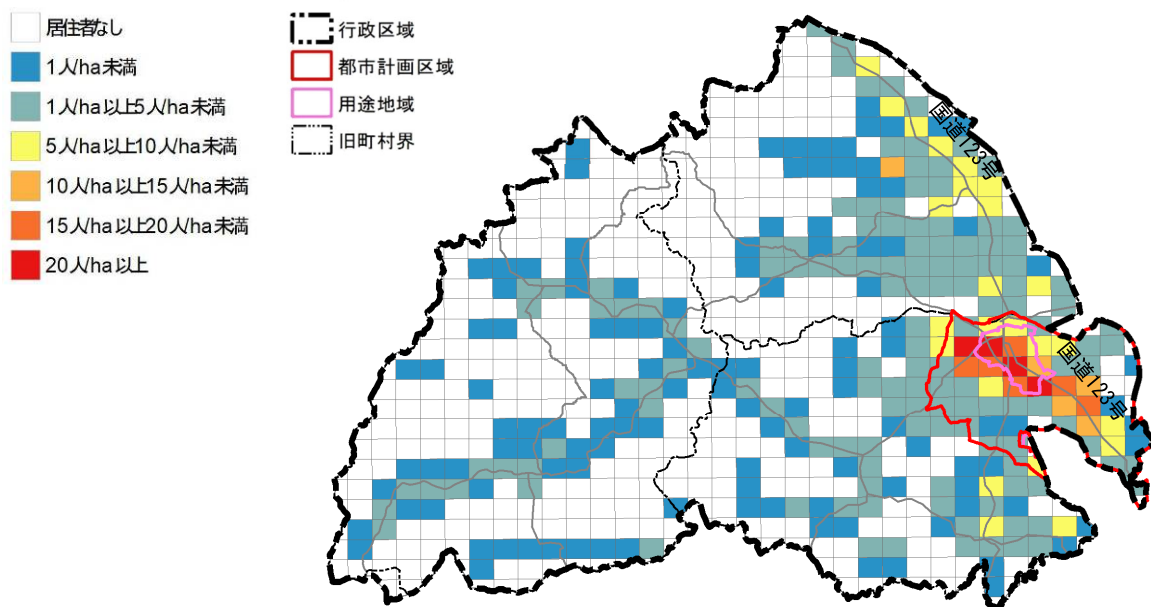 居住者なし
1人/ha未満
1人/ha以上5人/ha未満
5人/ha以上10人/ha未満
10人/ha以上15人/ha未満
15人/ha以上20人/ha未満
20人/ha以上
行政区域
都市計画区域
用途地域
旧町村界
国道123号
国道123号